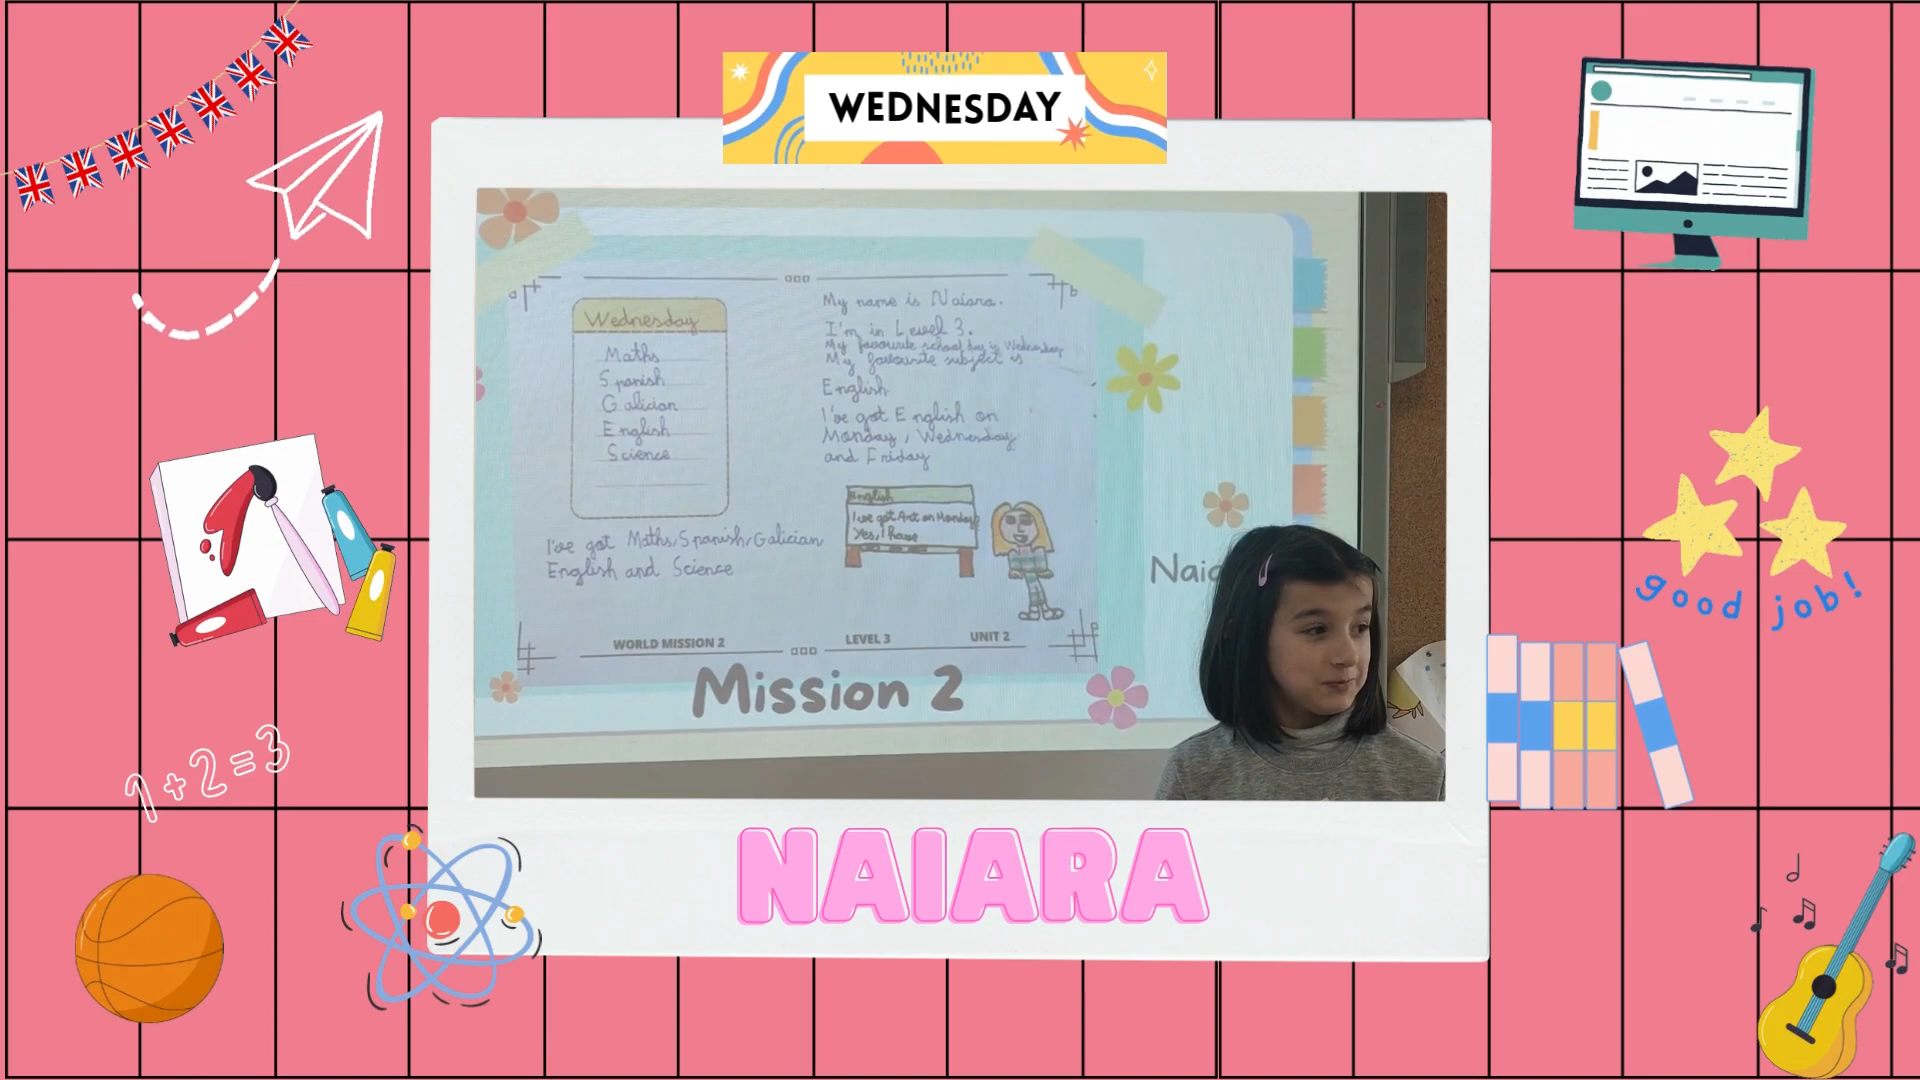 WEDNESDAY
Wednesday
Maths
Spanish
Galician
English
Science
I've got Maths, Spanish, Galician
English and Science
My name is Naiara.
I'm in Level 3.
My favourite school day is Wednesday
My favourite subject is
English
I've got English on
Monday, Wednesday
and Friday
English
I've got Art on Monday?
Yes, I have
WORLD MISSION 2
LEVEL 3
UNIT 2
Mission 2
NAIARA
1+2=3
good job!